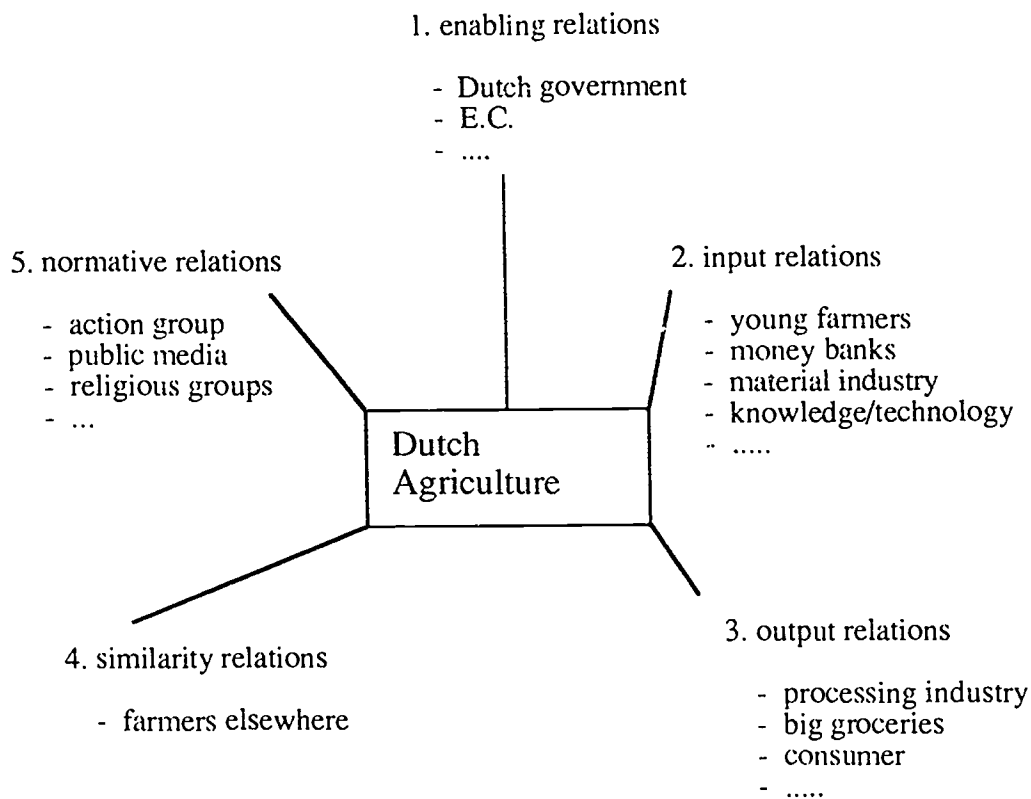 1. enabling relations
- Dutch government
- E.C.
- ....
5. normative relations
- action group
- public media
- religious groups
- ...
2. input relations
- young farmers
- money banks
- material industry
- knowledge/technology
- .....
Dutch
Agriculture
4. similarity relations
- farmers elsewhere
3. output relations
- processing industry
- big groceries
- consumer
- .....